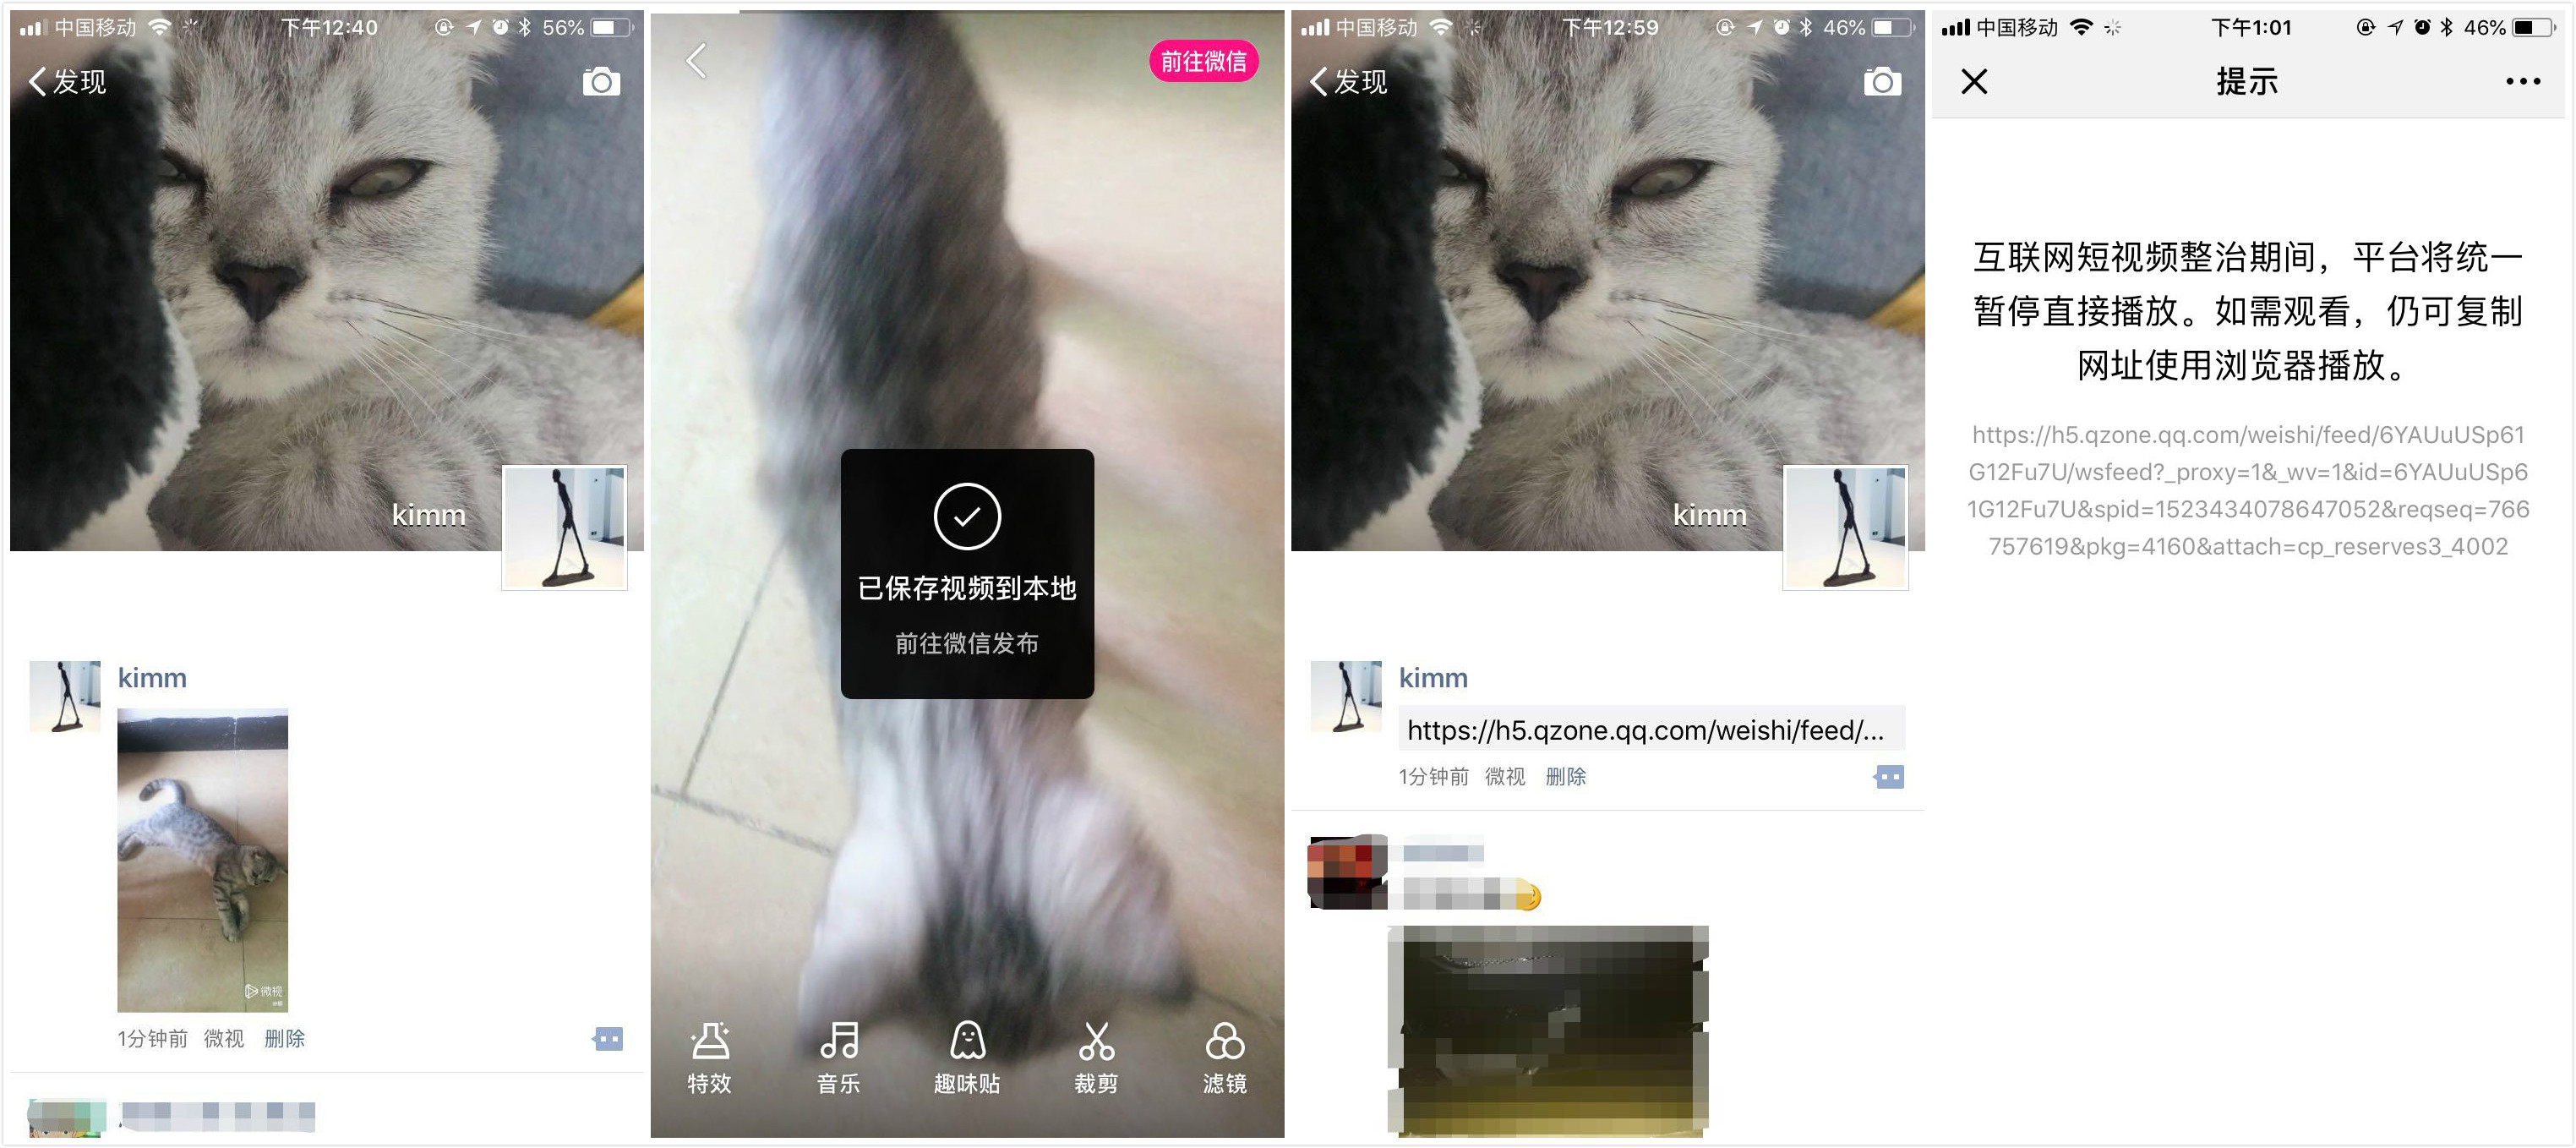 中国移动
下午12:40
56%
发现
kimm
kimm
微视
1分钟前 微视 删除
前往微信
已保存视频到本地
前往微信发布
特效 音乐 趣味贴 裁剪 滤镜
中国移动
下午12:59
46%
发现
kimm
kimm
https://h5.qzone.qq.com/weishi/feed/...
1分钟前 微视 删除
中国移动
下午1:01
46%
提示
互联网短视频整治期间，平台将统一
暂停直接播放。如需观看，仍可复制
网址使用浏览器播放。
https://h5.qzone.qq.com/weishi/feed/6YAUuUSp61
G12Fu7U/wsfeed?_proxy=1&_wv=1&id=6YAUuUSp6
1G12Fu7U&spid=1523434078647052&reqseq=766
757619&pkg=4160&attach=cp_reserves3_4002